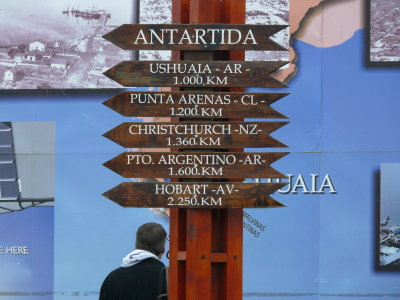 ANTARTIDA
USHUAIA -AR -
1.000 KM
PUNTA ARENAS - CL -
1.200 KM
CHRISTCHURCH -NZ-
1.360 KM
PTO. ARGENTINO -AR-
1.600 KM
HOBART -AV-
2.250 KM
UAIA
MALVINAS
HERE